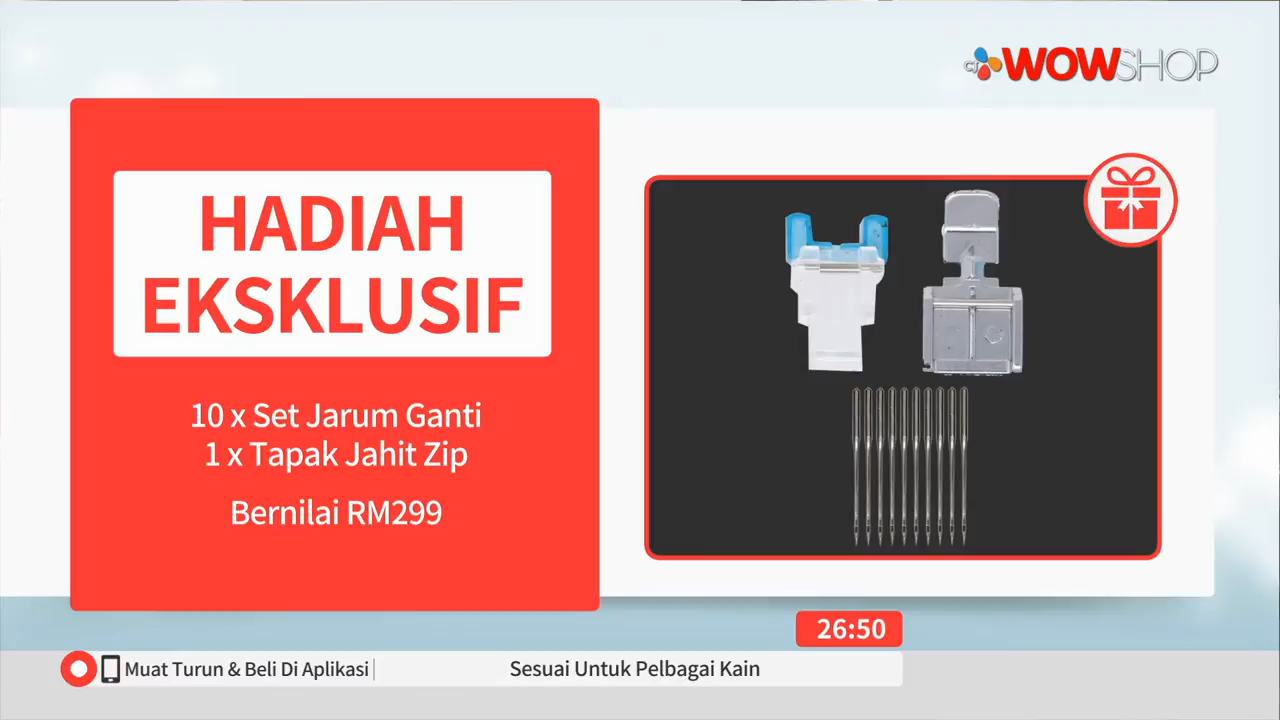 CJ WOWSHOP
HADIAH
EKSKLUSIF
10 x Set Jarum Ganti
1 x Tapak Jahit Zip
Bernilai RM299
26:50
Muat Turun & Beli Di Aplikasi
Sesuai Untuk Pelbagai Kain